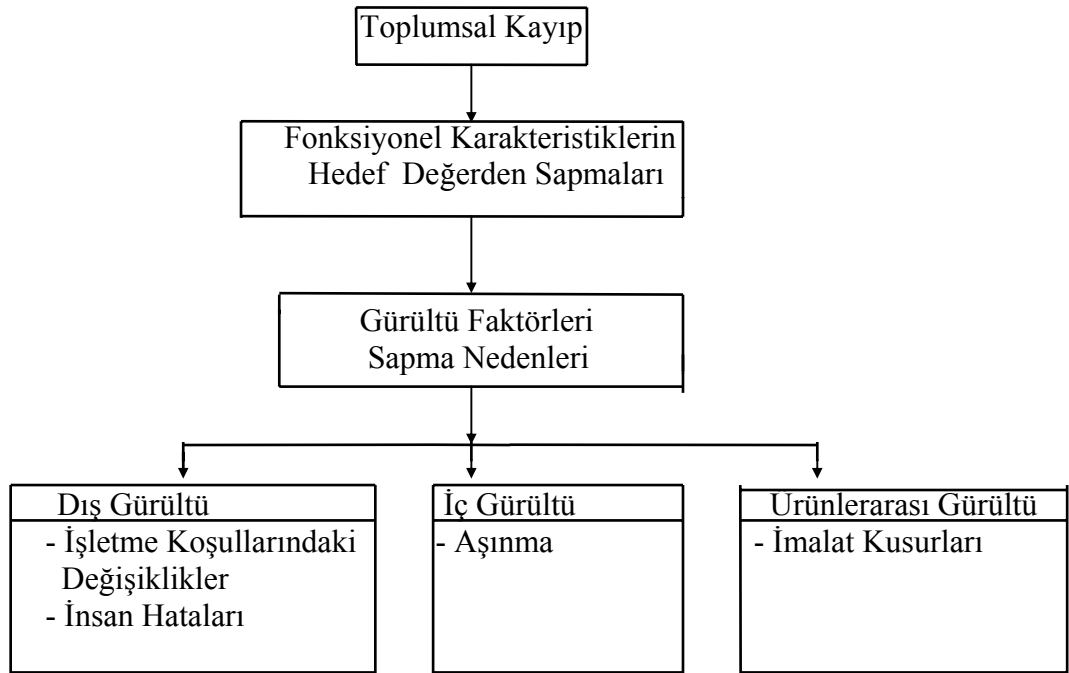 Toplumsal Kayıp
Fonksiyonel Karakteristiklerin
Hedef Değerden Sapmaları
Gürültü Faktörleri
Sapma Nedenleri
Dış Gürültü
- İşletme Koşullarındaki
Değişiklikler
- İnsan Hataları
İç Gürültü
- Aşınma
Ürünlerarası Gürültü
- İmalat Kusurları